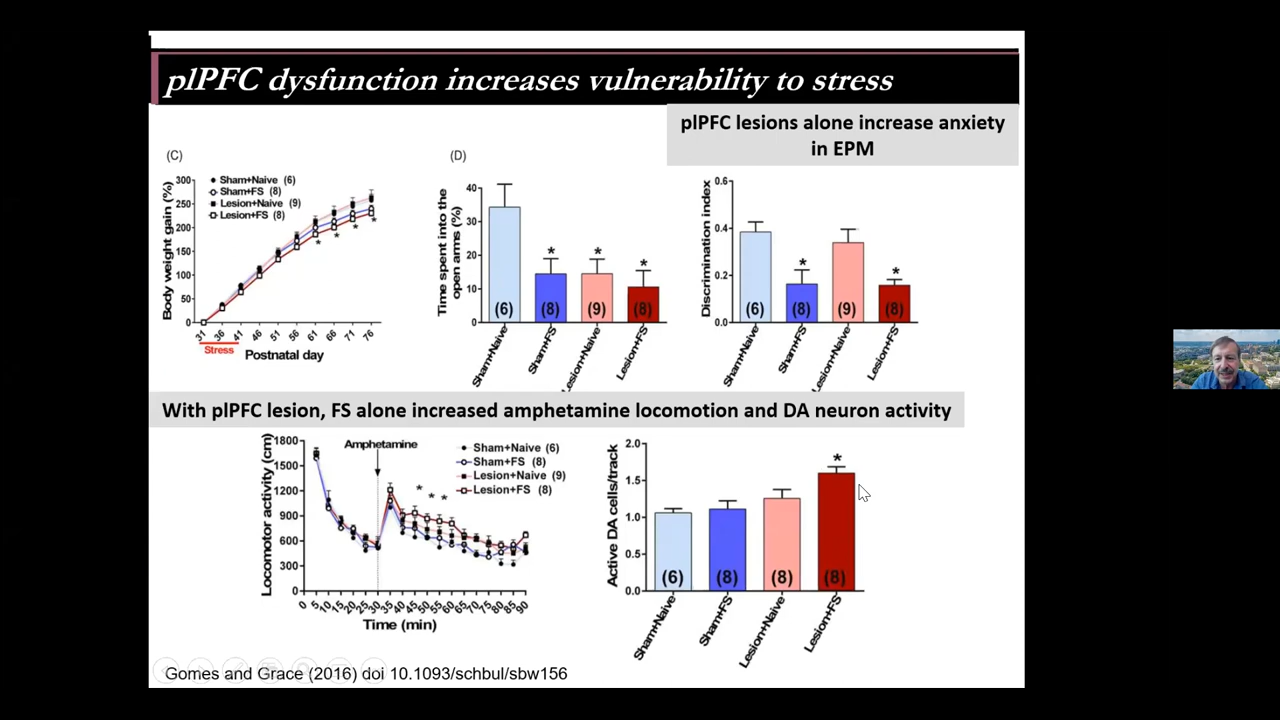 plPFC dysfunction increases vulnerability to stress
plPFC lesions alone increase anxiety
in EPM
(C)
Body weight gain (%)
300
250
200
150
100
50
0
Sham+Naive (6)
Sham+FS (8)
Lesion+Naive (9)
Lesion+FS (8)
* * * *
31 36 41 46 51 56 61 66 71 76
Stress
Postnatal day
(D)
Time spent into the
open arms (%)
40
30
20
10
0
* * *
(6) (8) (9) (8)
Sham+Naive
Sham+FS
Lesion+Naive
Lesion+FS
Discrimination index
0.6
0.4
0.2
0.0
* *
(6) (8) (9) (8)
Sham+Naive
Sham+FS
Lesion+Naive
Lesion+FS
With plPFC lesion, FS alone increased amphetamine locomotion and DA neuron activity
Locomotor activity (cm)
1800
1500
1200
900
600
300
0
Amphetamine
Sham+Naive (6)
Sham+FS (8)
Lesion+Naive (9)
Lesion+FS (8)
* * *
0 5 10 15 20 25 30 35 40 45 50 55 60 65 70 75 80 85 90
Time (min)
Active DA cells/track
2.0
1.5
1.0
0.5
0.0
*
(6) (8) (8) (8)
Sham+Naive
Sham+FS
Lesion+Naive
Lesion+FS
Gomes and Grace (2016) doi 10.1093/schbul/sbw156